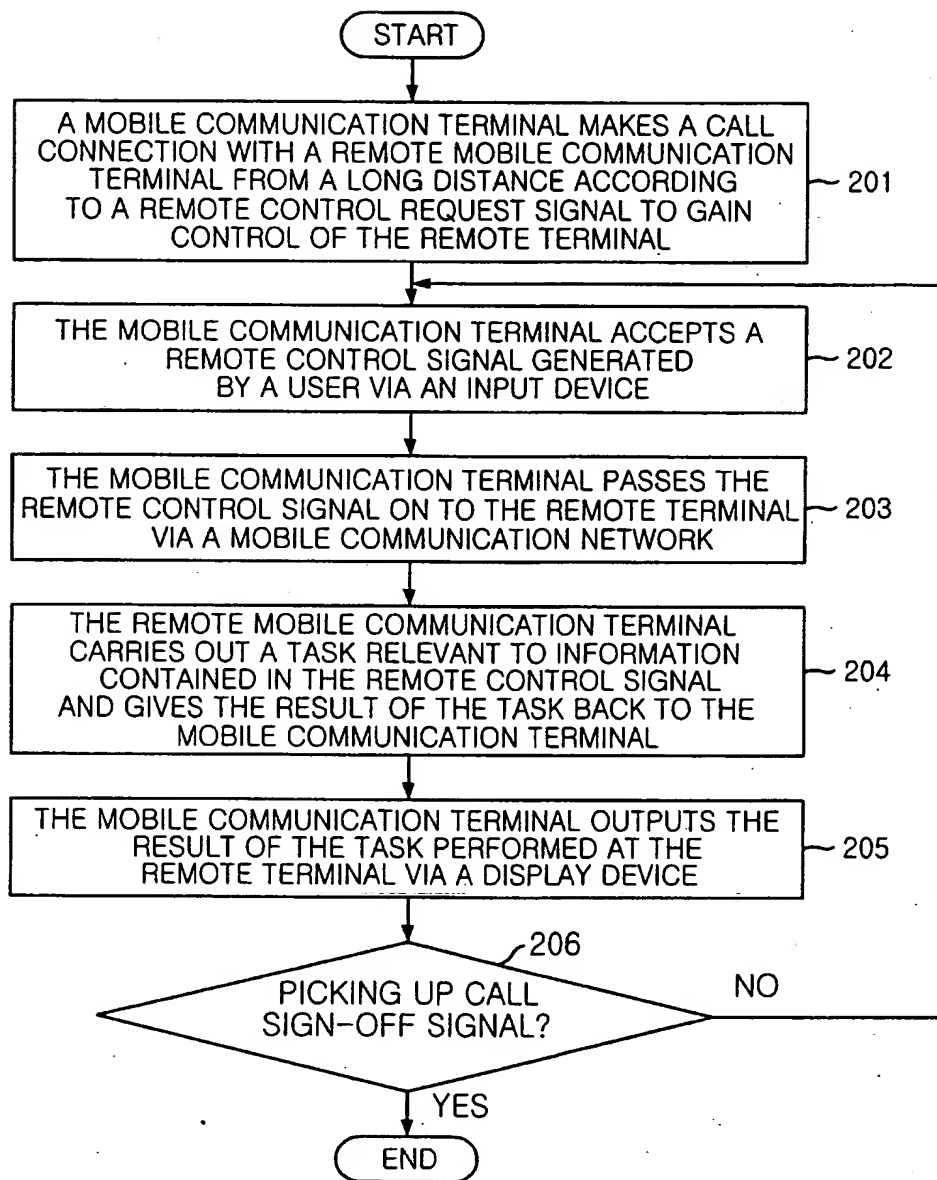 START
A MOBILE COMMUNICATION TERMINAL MAKES A CALL
CONNECTION WITH A REMOTE MOBILE COMMUNICATION
TERMINAL FROM A LONG DISTANCE ACCORDING
TO A REMOTE CONTROL REQUEST SIGNAL TO GAIN
CONTROL OF THE REMOTE TERMINAL
201
THE MOBILE COMMUNICATION TERMINAL ACCEPTS A
REMOTE CONTROL SIGNAL GENERATED
BY A USER VIA AN INPUT DEVICE
202
THE MOBILE COMMUNICATION TERMINAL PASSES THE
REMOTE CONTROL SIGNAL ON TO THE REMOTE TERMINAL
VIA A MOBILE COMMUNICATION NETWORK
203
THE REMOTE MOBILE COMMUNICATION TERMINAL
CARRIES OUT A TASK RELEVANT TO INFORMATION
CONTAINED IN THE REMOTE CONTROL SIGNAL
AND GIVES THE RESULT OF THE TASK BACK TO THE
MOBILE COMMUNICATION TERMINAL
204
THE MOBILE COMMUNICATION TERMINAL OUTPUTS THE
RESULT OF THE TASK PERFORMED AT THE
REMOTE TERMINAL VIA A DISPLAY DEVICE
205
206
PICKING UP CALL
SIGN-OFF SIGNAL?
NO
YES
END